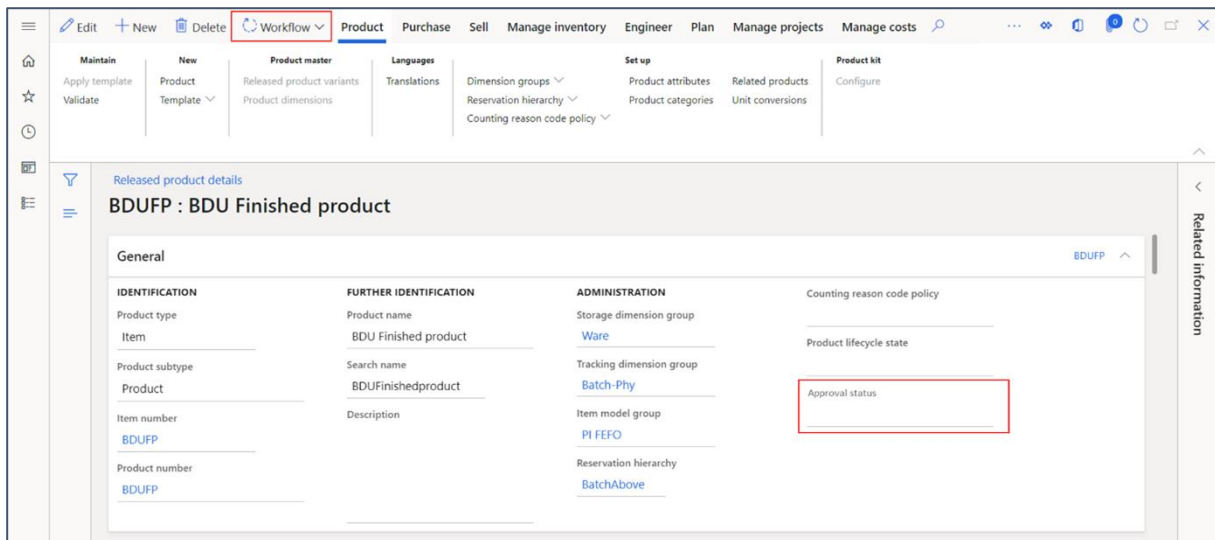 Edit New Delete Workflow Product Purchase Sell Manage inventory Engineer Plan Manage projects Manage costs ... 0
Maintain New Product master Languages Set up Product kit
Apply template Product Released product variants Translations Dimension groups Product attributes Related products Configure
Validate Template Product dimensions Reservation hierarchy Product categories Unit conversions
Counting reason code policy
Released product details
BDUFP : BDU Finished product
General BDUFP
IDENTIFICATION
Product type
Item
Product subtype
Product
Item number
BDUFP
Product number
BDUFP
FURTHER IDENTIFICATION
Product name
BDU Finished product
Search name
BDUFinishedproduct
Description
ADMINISTRATION
Storage dimension group
Ware
Tracking dimension group
Batch-Phy
Item model group
PI FEFO
Reservation hierarchy
BatchAbove
Counting reason code policy
Product lifecycle state
Approval status
Related information